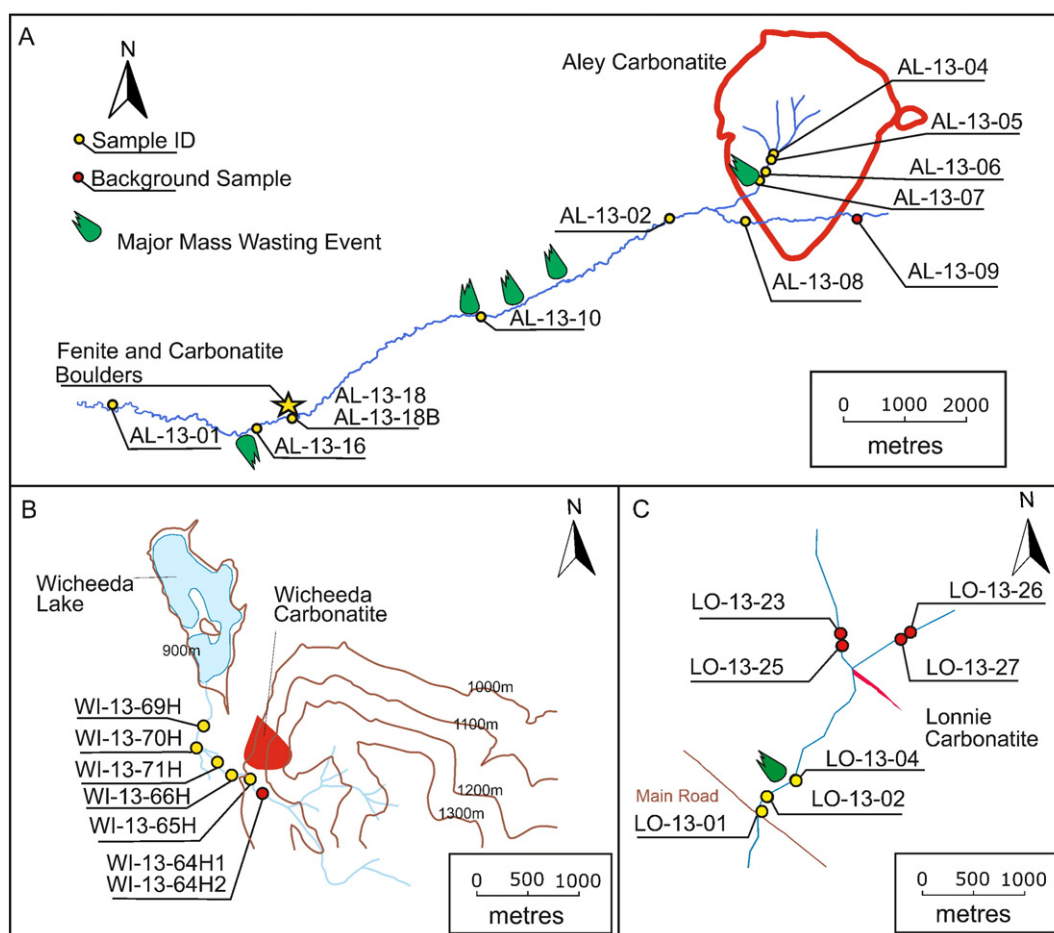 A
N
Sample ID
Background Sample
Major Mass Wasting Event
Aley Carbonatite
AL-13-04
AL-13-05
AL-13-06
AL-13-07
AL-13-02
AL-13-08
AL-13-09
AL-13-10
Fenite and Carbonatite
Boulders
AL-13-18
AL-13-18B
AL-13-01
AL-13-16
0 1000 2000
metres
B
N
Wicheeda
Lake
Wicheeda
Carbonatite
900m
1000m
1100m
1200m
1300m
WI-13-69H
WI-13-70H
WI-13-71H
WI-13-66H
WI-13-65H
WI-13-64H1
WI-13-64H2
0 500 1000
metres
C
N
LO-13-23
LO-13-26
LO-13-25
LO-13-27
Lonnie
Carbonatite
LO-13-04
Main Road
LO-13-02
LO-13-01
0 500 1000
metres